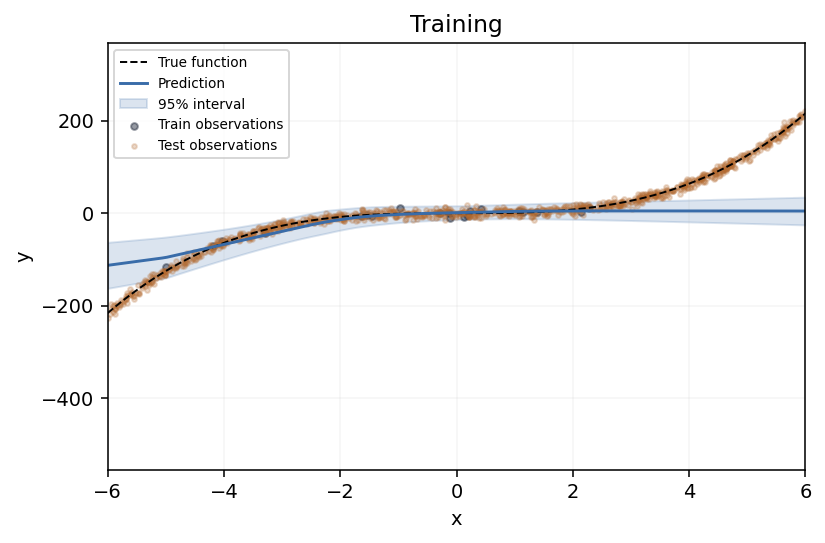 Training
True function
Prediction
95% interval
Train observations
Test observations
200
0
−200
−400
y
−6 −4 −2 0 2 4 6
x